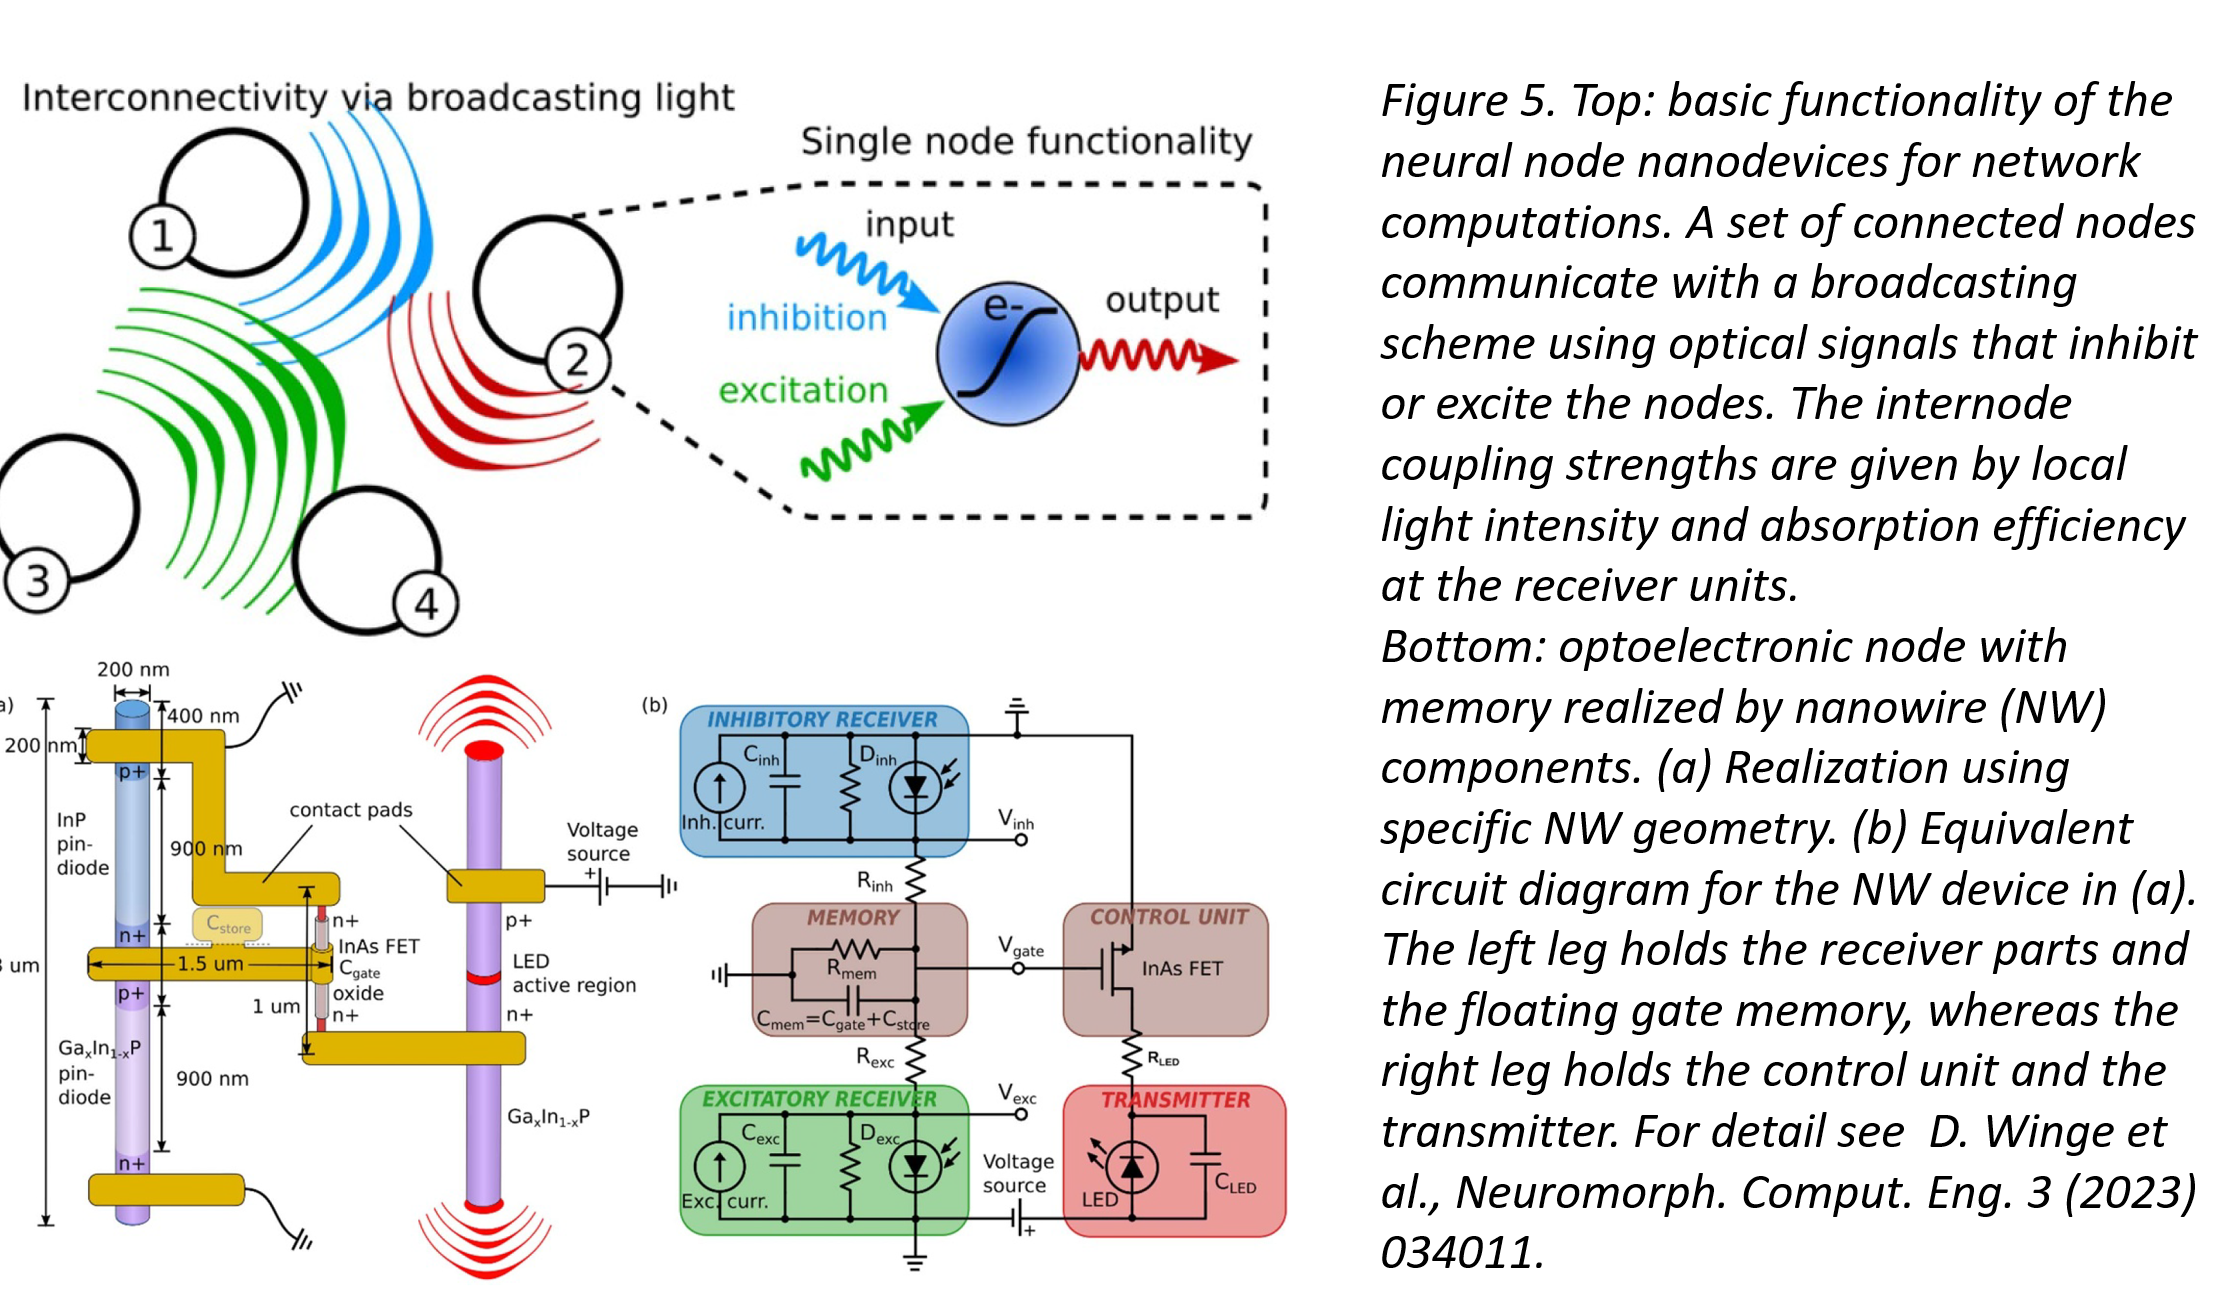 Interconnectivity via broadcasting light
Single node functionality
1
2
3
4
input
inhibition
excitation
e-
output
Figure 5. Top: basic functionality of the
neural node nanodevices for network
computations. A set of connected nodes
communicate with a broadcasting
scheme using optical signals that inhibit
or excite the nodes. The internode
coupling strengths are given by local
light intensity and absorption efficiency
at the receiver units.
Bottom: optoelectronic node with
memory realized by nanowire (NW)
components. (a) Realization using
specific NW geometry. (b) Equivalent
circuit diagram for the NW device in (a).
The left leg holds the receiver parts and
the floating gate memory, whereas the
right leg holds the control unit and the
transmitter. For detail see  D. Winge et
al., Neuromorph. Comput. Eng. 3 (2023)
034011.
a)
200 nm
400 nm
200 nm
p+
InP
pin-
diode
900 nm
n+
contact pads
Cstore
n+
InAs FET
Cgate
oxide
n+
1.5 um
um
p+
1 um
GaxIn1-xP
pin-
diode
900 nm
n+
Voltage
source
+
p+
LED
active region
n+
GaxIn1-xP
(b)
INHIBITORY RECEIVER
Cinh
Dinh
Inh. curr.
Vinh
Rinh
MEMORY
Rmem
Cmem=Cgate+Cstore
Vgate
CONTROL UNIT
InAs FET
Rexc
RLED
EXCITATORY RECEIVER
Cexc
Dexc
Exc. curr.
Vexc
Voltage
source
+
TRANSMITTER
LED
CLED